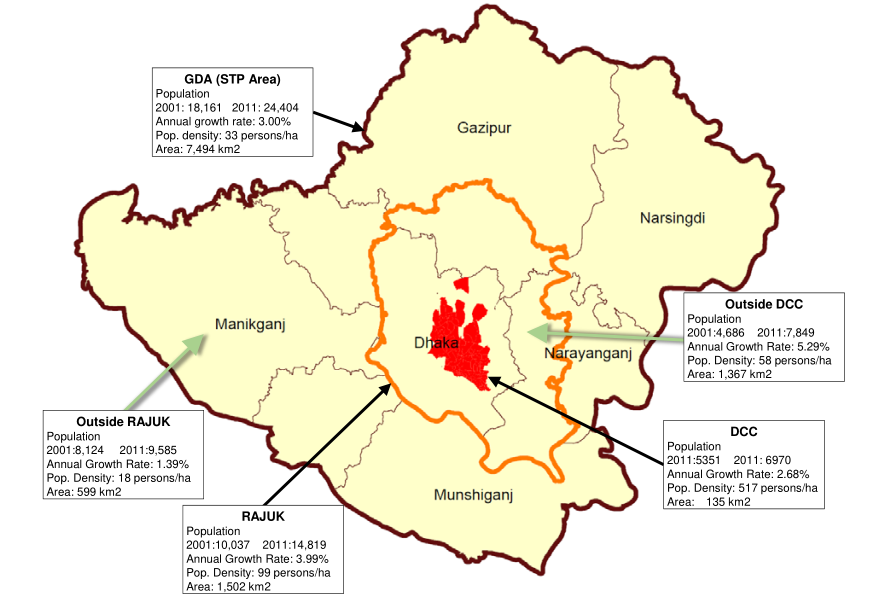 GDA (STP Area)
Population
2001: 18,161 2011: 24,404
Annual growth rate: 3.00%
Pop. density: 33 persons/ha
Area: 7,494 km2
Gazipur
Narsingdi
Manikganj
Dhaka
Narayanganj
Munshiganj
Outside DCC
Population
2001:4,686 2011:7,849
Annual Growth Rate: 5.29%
Pop. Density: 58 persons/ha
Area: 1,367 km2
Outside RAJUK
Population
2001:8,124 2011:9,585
Annual Growth Rate: 1.39%
Pop. Density: 18 persons/ha
Area: 599 km2
DCC
Population
2011:5351 2011: 6970
Annual Growth Rate: 2.68%
Pop. Density: 517 persons/ha
Area: 135 km2
RAJUK
Population
2001:10,037 2011:14,819
Annual Growth Rate: 3.99%
Pop. Density: 99 persons/ha
Area: 1,502 km2